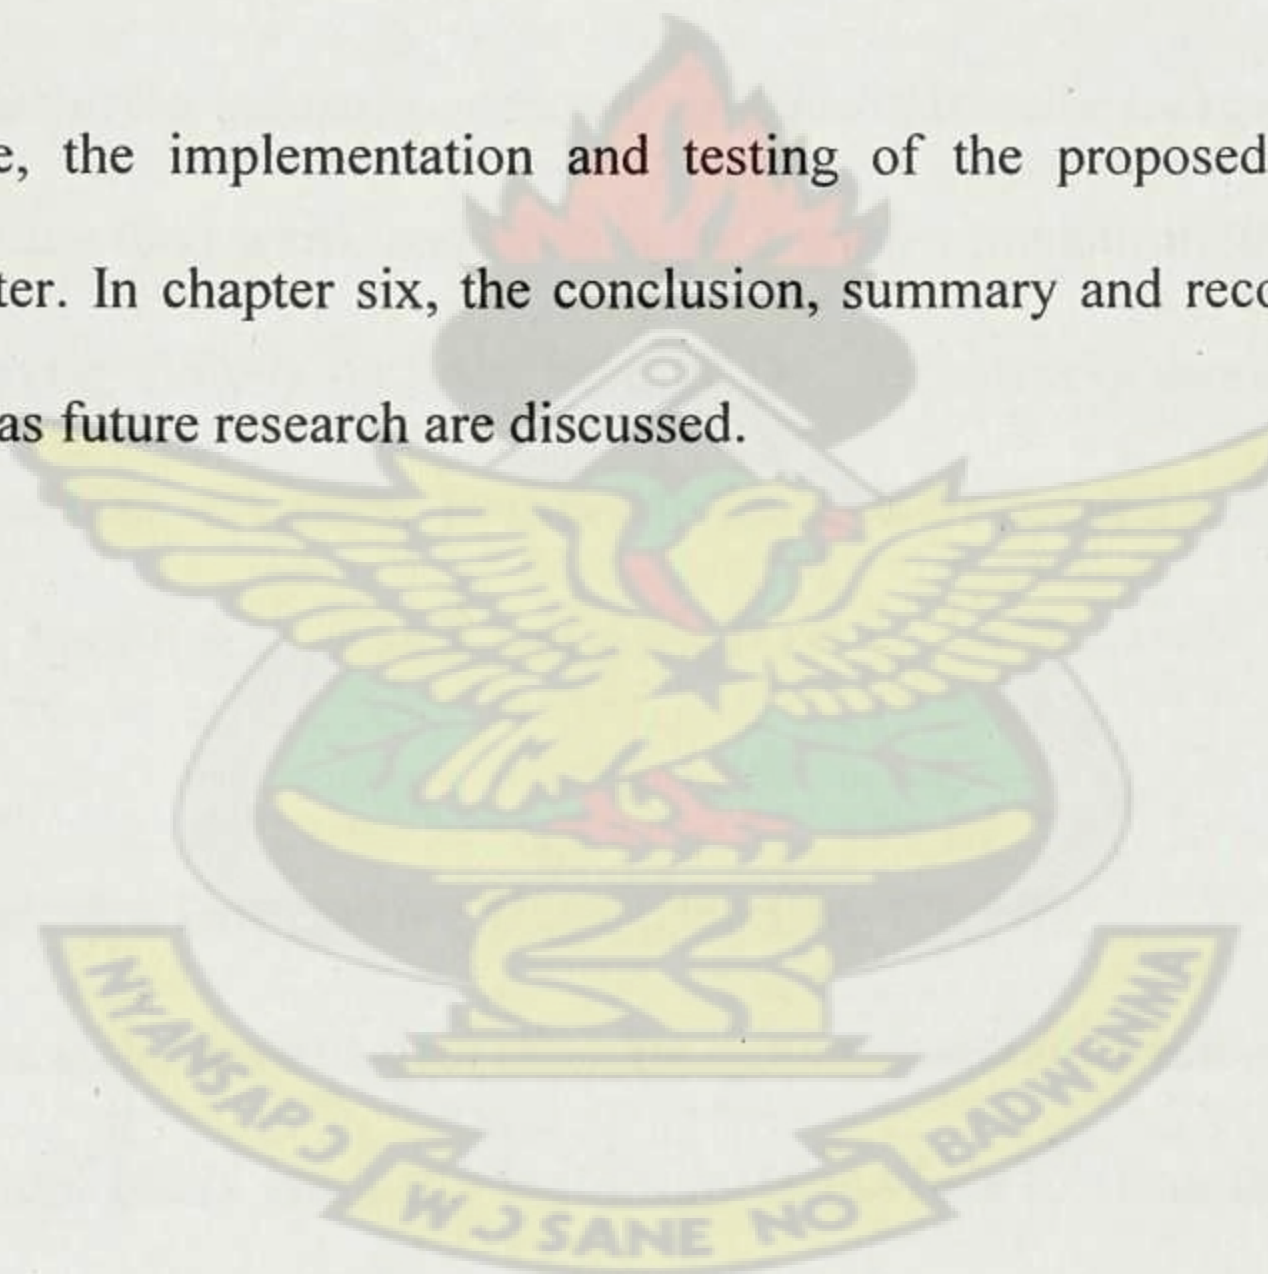 e, the implementation and testing of the proposed
ter. In chapter six, the conclusion, summary and reco
as future research are discussed.
NYANSAPƆ
WƆSANE NO
BADWENMA